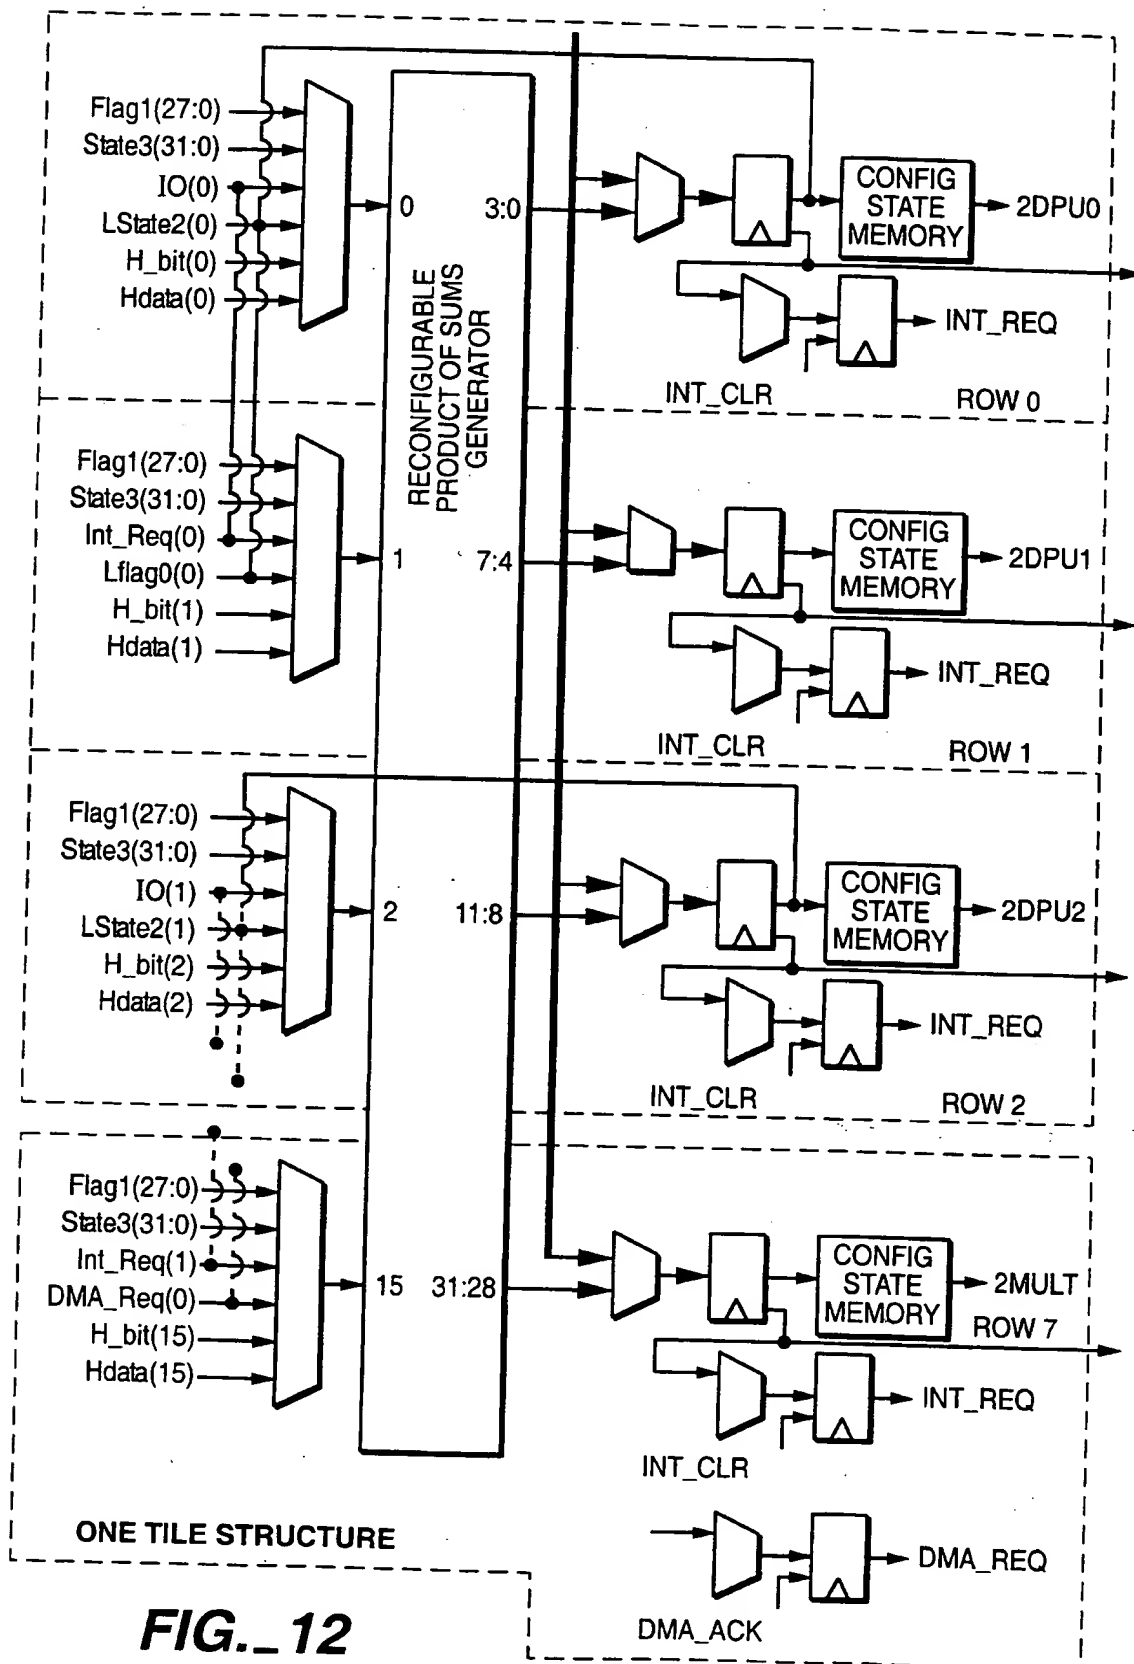 Flag1(27:0)
State3(31:0)
IO(0)
LState2(0)
H_bit(0)
Hdata(0)
0
3:0
RECONFIGURABLE
PRODUCT OF SUMS
GENERATOR
CONFIG
STATE
MEMORY
2DPU0
INT_REQ
INT_CLR
ROW 0
Flag1(27:0)
State3(31:0)
Int_Req(0)
Lflag0(0)
H_bit(1)
Hdata(1)
1
7:4
CONFIG
STATE
MEMORY
2DPU1
INT_REQ
INT_CLR
ROW 1
Flag1(27:0)
State3(31:0)
IO(1)
LState2(1)
H_bit(2)
Hdata(2)
2
11:8
CONFIG
STATE
MEMORY
2DPU2
INT_REQ
INT_CLR
ROW 2
Flag1(27:0)
State3(31:0)
Int_Req(1)
DMA_Req(0)
H_bit(15)
Hdata(15)
15
31:28
CONFIG
STATE
MEMORY
2MULT
ROW 7
INT_REQ
INT_CLR
ONE TILE STRUCTURE
DMA_REQ
DMA_ACK
FIG._12